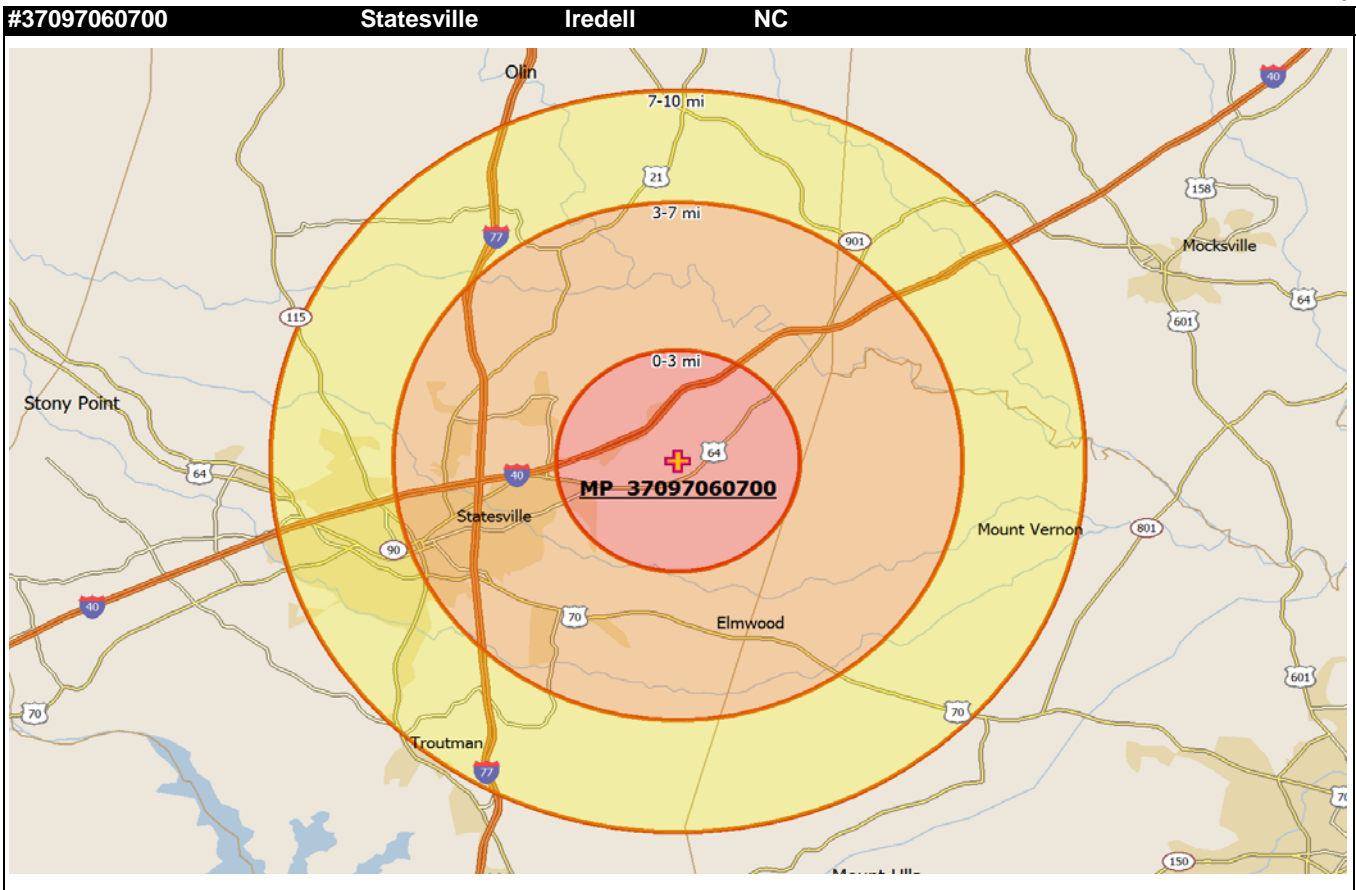 #37097060700 Statesville Iredell NC
Olin
40
7-10 mi
21
158
3-7 mi
77
901
Mocksville
64
115
601
0-3 mi
Stony Point
64
64
40
MP 37097060700
Statesville
Mount Vernon
801
90
40
70
Elmwood
601
70
70
Troutman
77
150